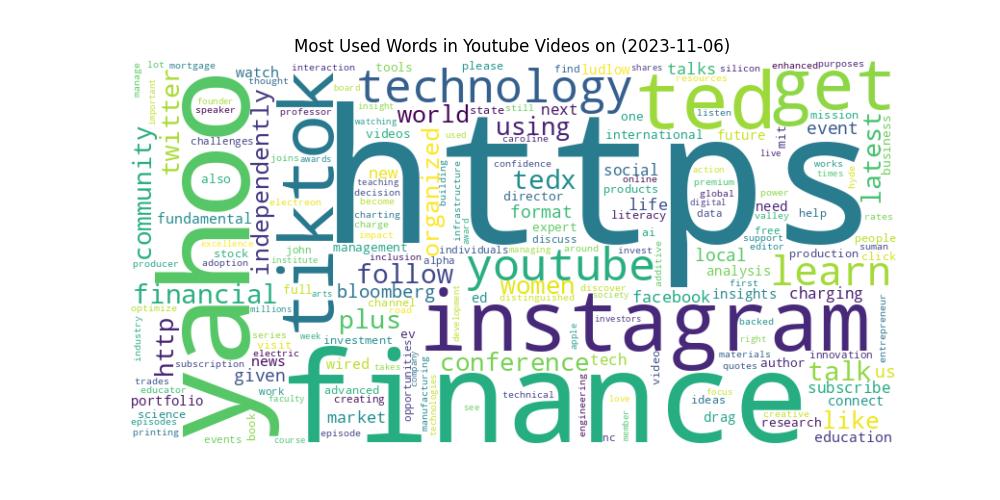 Most Used Words in Youtube Videos on (2023-11-06)
manage
lot
mortgage
interaction
tools
please
find
ludlow
shares
talks
silicon
enhanced
purposes
important
twitter
watch
thought
board
technology
resources
ted
get
founder
speaker
professor
insight
world
state
still
next
listen
mission
yahoo
independently
tiktok
https
watching
videos
caroline
using
one
international
future
mit
event
latest
business
challenges
organized
used
community
also
joins
awards
new
teaching
decision
become
building
infrastructure
confidence
tedx
director
social
online
products
life
literacy
action
premium
global
digital
data
power
need
valley
live
works
times
hyde
help
fundamental
electreon
charting
charge
impact
award
format
expert
discuss
ai
free
support
editor
rates
people
suman
click
excellence
stock
adoption
john
institute
management
inclusion
alpha
individuals
managing
around
invest
additive
local
analysis
production
producer
follow
youtube
first
learn
financial
millions
full
arts
bloomberg
channel
road
ed
women
distinguished
discover
society
facebook
insights
charging
optimize
http
plus
development
instagram
entrepreneur
industry
series
visit
week
investment
ev
opportunities
company
investors
apple
backed
right
subscription
electric
news
wired
takes
conference
tech
video
materials
quotes
author
innovation
trades
educator
given
finance
talk
us
portfolio
work
faculty
advanced
creating
manufacturing
technologies
technical
engineering
love
focus
ideas
subscribe
connect
science
episodes
printing
events
book
course
episode
market
see
inc
member
drag
creative
research
like
education